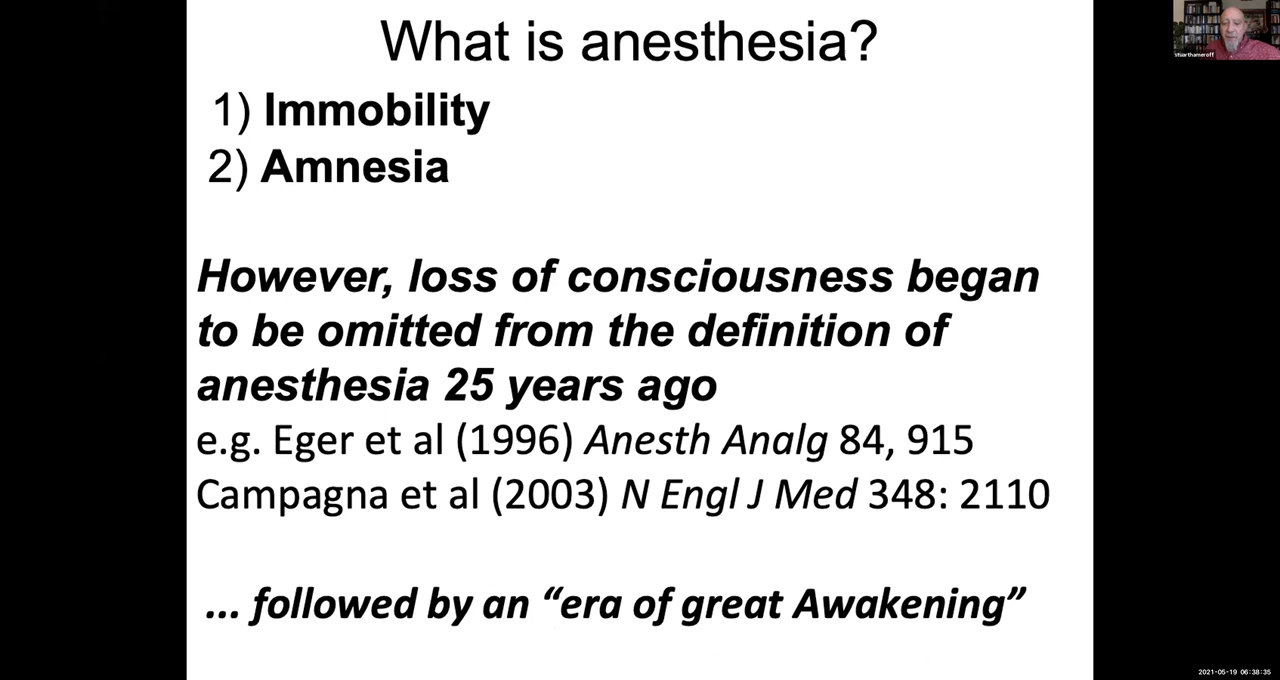 What is anesthesia?
1) Immobility
2) Amnesia
However, loss of consciousness began
to be omitted from the definition of
anesthesia 25 years ago
e.g. Eger et al (1996) Anesth Analg 84, 915
Campagna et al (2003) N Engl J Med 348: 2110
... followed by an “era of great Awakening”
stuarthameroff
2021-05-19 06:38:35